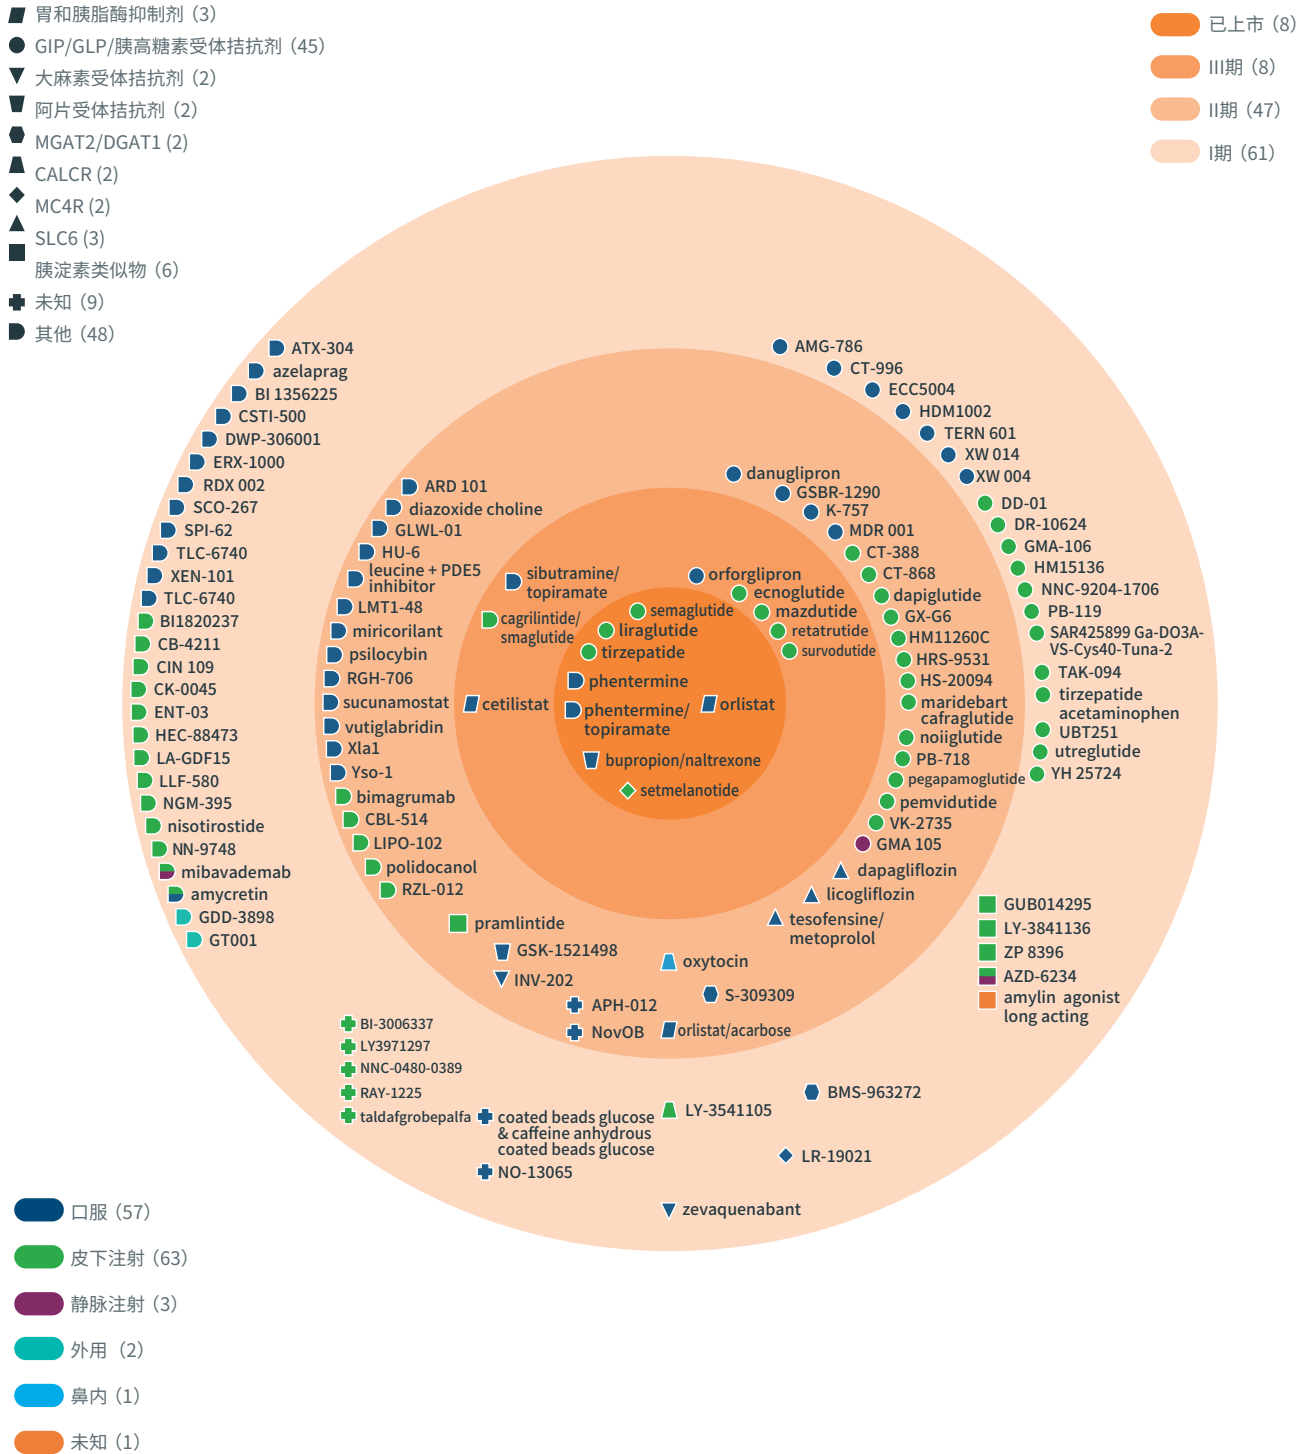 胃和胰脂酶抑制剂（3）
GIP/GLP/胰高糖素受体拮抗剂（45）
大麻素受体拮抗剂（2）
阿片受体拮抗剂（2）
MGAT2/DGAT1 (2)
CALCR (2)
MC4R (2)
SLC6 (3)
胰淀素类似物（6）
未知（9）
其他（48）
已上市（8）
III期（8）
II期（47）
I期（61）
ATX-304
azelaprag
BI 1356225
CSTI-500
DWP-306001
ERX-1000
RDX 002
SCO-267
SPI-62
TLC-6740
XEN-101
TLC-6740
BI1820237
CB-4211
CIN 109
CK-0045
ENT-03
HEC-88473
LA-GDF15
LLF-580
NGM-395
nisotirostide
NN-9748
mibavademab
amycretin
GDD-3898
GT001
ARD 101
diazoxide choline
GLWL-01
HU-6
leucine + PDE5
inhibitor
LMT1-48
miricorilant
psilocybin
RGH-706
sucunamostat
vutiglabridin
Xla1
Yso-1
bimagrumab
CBL-514
LIPO-102
polidocanol
RZL-012
pramlintide
GSK-1521498
INV-202
APH-012
NovOB
sibutramine/
topiramate
cagrilintide/
smaglutide
cetilistat
semaglutide
liraglutide
tirzepatide
phentermine
phentermine/
topiramate
orlistat
bupropion/naltrexone
setmelanotide
orforglipron
ecnoglutide
mazdutide
retatrutide
survodutide
danuglipron
GSBR-1290
K-757
MDR 001
CT-388
CT-868
dapiglutide
GX-G6
HM11260C
HRS-9531
HS-20094
maridebart
cafraglutide
noiiglutide
PB-718
pegapamoglutide
pemvidutide
VK-2735
GMA 105
dapagliflozin
licogliflozin
tesofensine/
metoprolol
oxytocin
S-309309
orlistat/acarbose
AMG-786
CT-996
ECC5004
HDM1002
TERN 601
XW 014
XW 004
DD-01
DR-10624
GMA-106
HM15136
NNC-9204-1706
PB-119
SAR425899 Ga-DO3A-
VS-Cys40-Tuna-2
TAK-094
tirzepatide
acetaminophen
UBT251
utreglutide
YH 25724
GUB014295
LY-3841136
ZP 8396
AZD-6234
amylin agonist
long acting
BI-3006337
LY3971297
NNC-0480-0389
RAY-1225
taldafgrobepalfa
coated beads glucose
& caffeine anhydrous
coated beads glucose
NO-13065
LY-3541105
BMS-963272
LR-19021
zevaquenabant
口服（57）
皮下注射（63）
静脉注射（3）
外用（2）
鼻内（1）
未知（1）